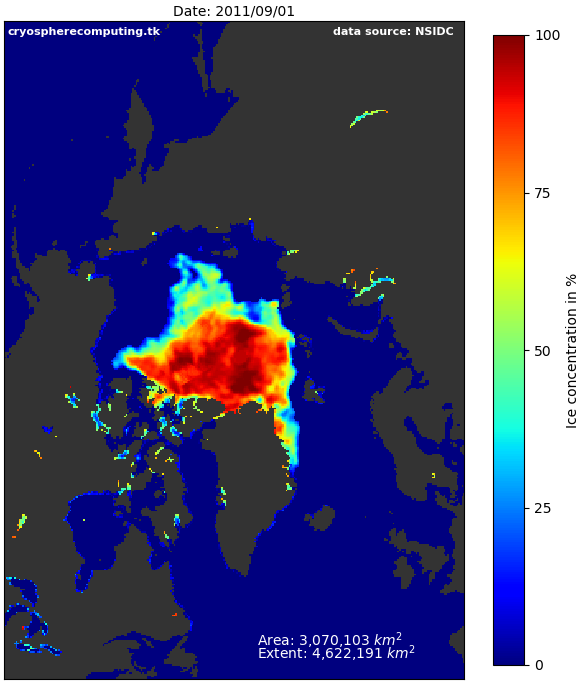 Date: 2011/09/01
cryospherecomputing.tk
data source: NSIDC
100
75
50
25
0
Ice concentration in %
Area: 3,070,103 km²
Extent: 4,622,191 km²